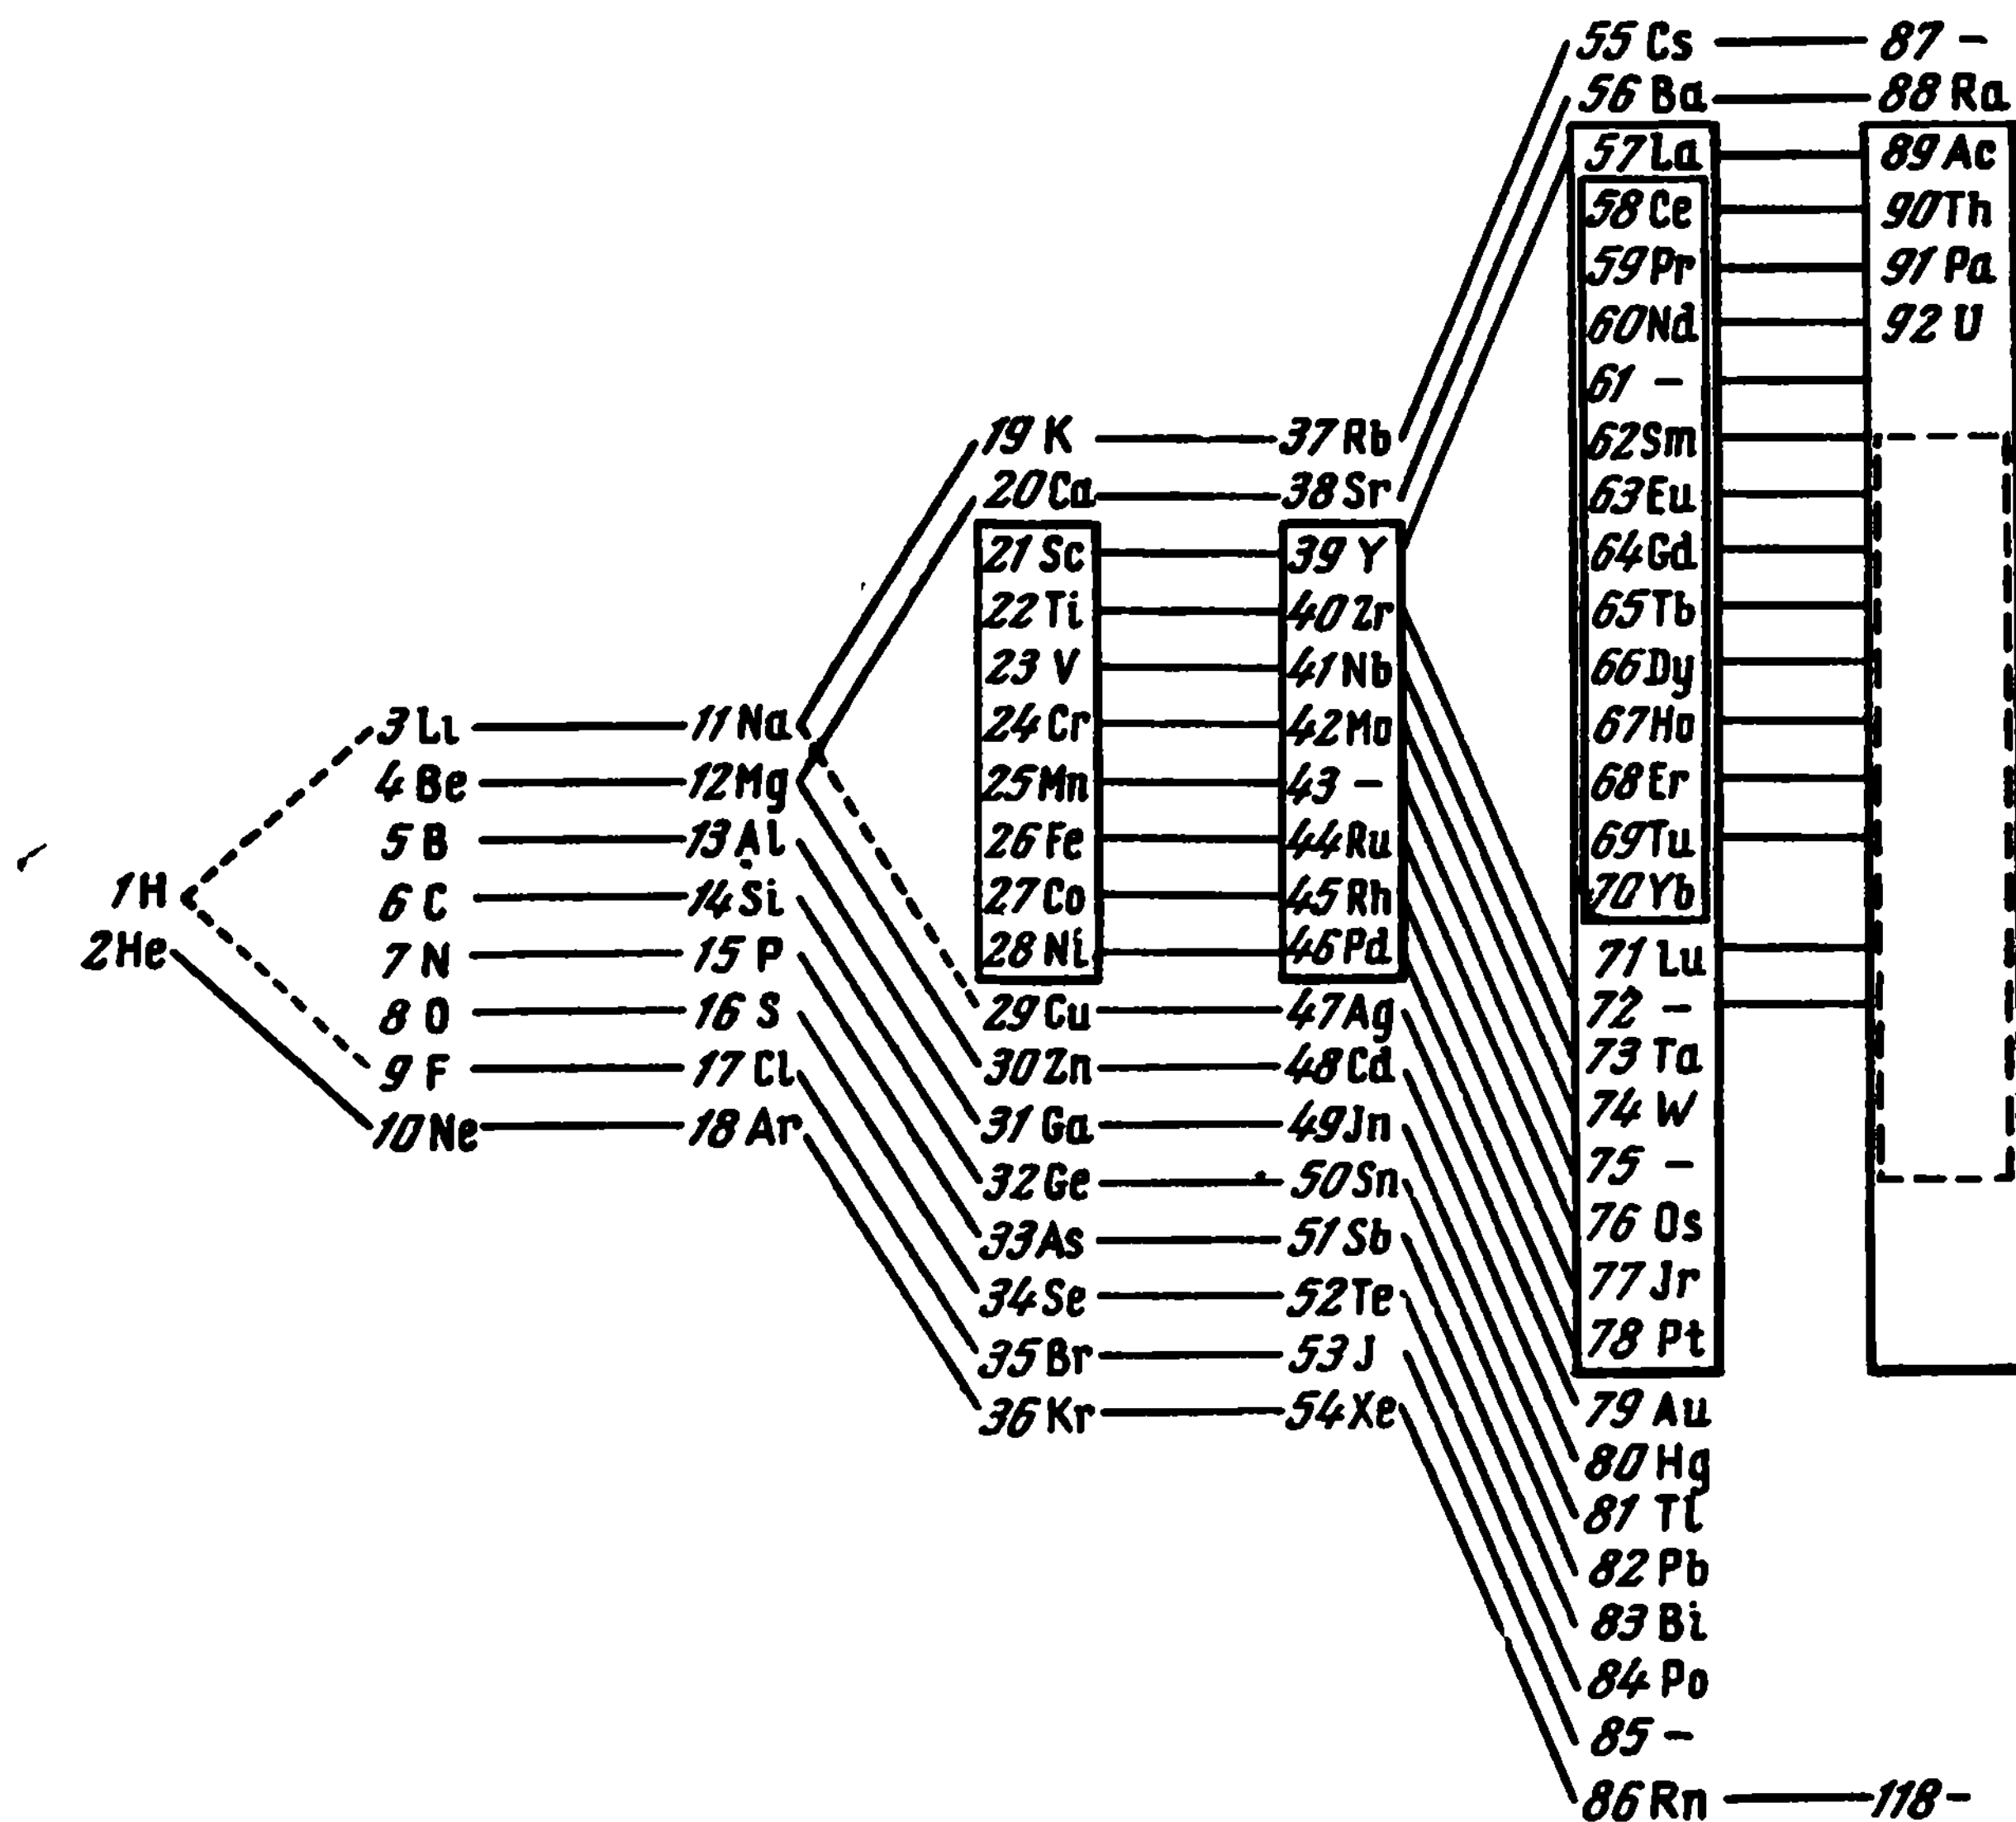 1 H
2 He
3 Li
4 Be
5 B
6 C
7 N
8 O
9 F
10 Ne
11 Na
12 Mg
13 Al
14 Si
15 P
16 S
17 Cl
18 Ar
19 K
20 Ca
21 Sc
22 Ti
23 V
24 Cr
25 Mn
26 Fe
27 Co
28 Ni
29 Cu
30 Zn
31 Ga
32 Ge
33 As
34 Se
35 Br
36 Kr
37 Rb
38 Sr
39 Y
40 Zr
41 Nb
42 Mo
43 -
44 Ru
45 Rh
46 Pd
47 Ag
48 Cd
49 Jn
50 Sn
51 Sb
52 Te
53 J
54 Xe
55 Cs
56 Ba
57 La
58 Ce
59 Pr
60 Nd
61 -
62 Sm
63 Eu
64 Gd
65 Tb
66 Dy
67 Ho
68 Er
69 Tu
70 Yb
71 Lu
72 -
73 Ta
74 W
75 -
76 Os
77 Jr
78 Pt
79 Au
80 Hg
81 Tl
82 Pb
83 Bi
84 Po
85 -
86 Rn
87 -
88 Ra
89 Ac
90 Th
91 Pa
92 U
118 -